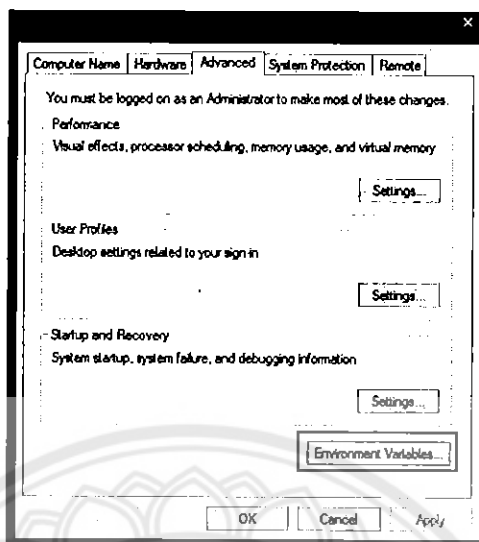 ×
Computer Name Hardware Advanced System Protection Remote
You must be logged on as an Administrator to make most of these changes.
Performance
Visual effects, processor scheduling, memory usage, and virtual memory
Settings...
User Profiles
Desktop settings related to your sign-in
Settings...
Startup and Recovery
System startup, system failure, and debugging information
Settings...
Environment Variables...
OK Cancel Apply